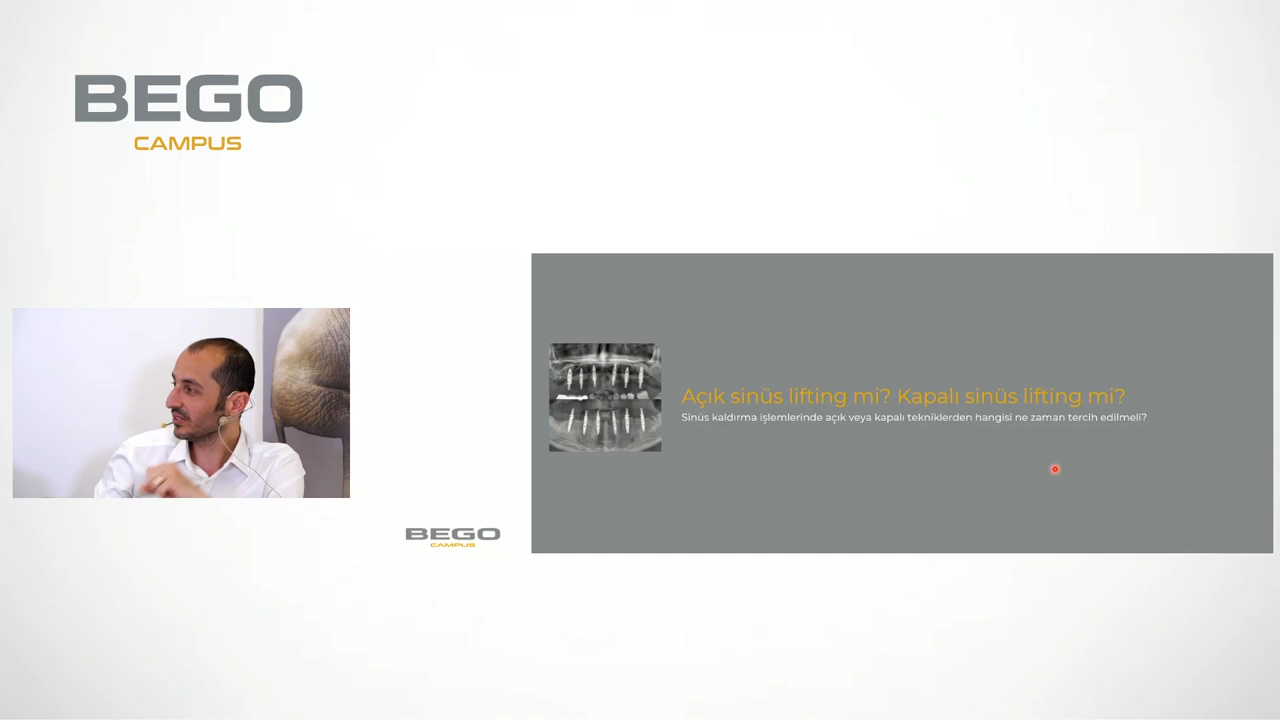 BEGO
CAMPUS
Açık sinüs lifting mi? Kapalı sinüs lifting mi?
Sinüs kaldırma işlemlerinde açık veya kapalı tekniklerden hangisi ne zaman tercih edilmeli?
BEGO
CAMPUS